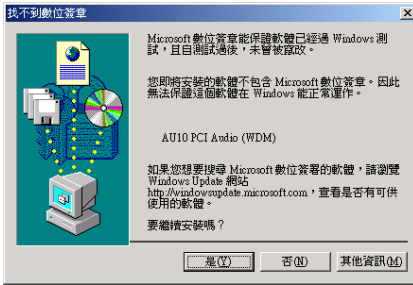 找不到數位簽章
Microsoft 數位簽章能保證軟體已經過 Windows 測
試，且自測試過後，未曾被竄改。
您即將安裝的軟體不包含 Microsoft 數位簽章。因此
無法保證這個軟體在 Windows 能正常運作。
AU10 PCI Audio (WDM)
如果您想要搜尋 Microsoft 數位簽署的軟體，請瀏覽
Windows Update 網站
http://windowsupdate.microsoft.com，查看是否有可供
使用的軟體。
要繼續安裝嗎？
是(Y)
否(N)
其他資訊(M)